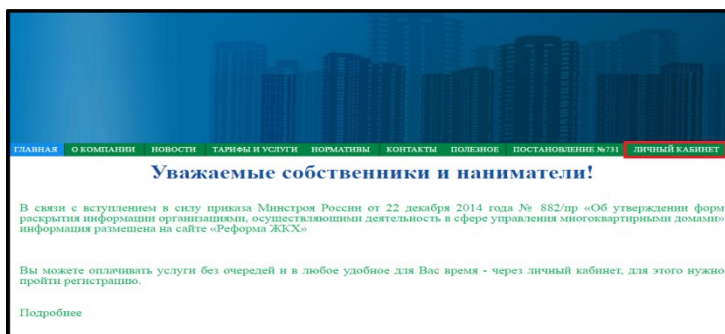 ГЛАВНАЯ О КОМПАНИИ НОВОСТИ ТАРИФЫ И УСЛУГИ НОРМАТИВЫ КОНТАКТЫ ПОЛЕЗНОЕ ПОСТАНОВЛЕНИЕ №731 ЛИЧНЫЙ КАБИНЕТ
Уважаемые собственники и наниматели!
В связи с вступлением в силу приказа Минстроя России от 22 декабря 2014 года № 882/пр «Об утверждении форм
раскрытия информации организациями, осуществляющими деятельность в сфере управления многоквартирными домами»
информация размещена на сайте «Реформа ЖКХ»
Вы можете оплачивать услуги без очередей и в любое удобное для Вас время - через личный кабинет, для этого нужно
пройти регистрацию.
Подробнее